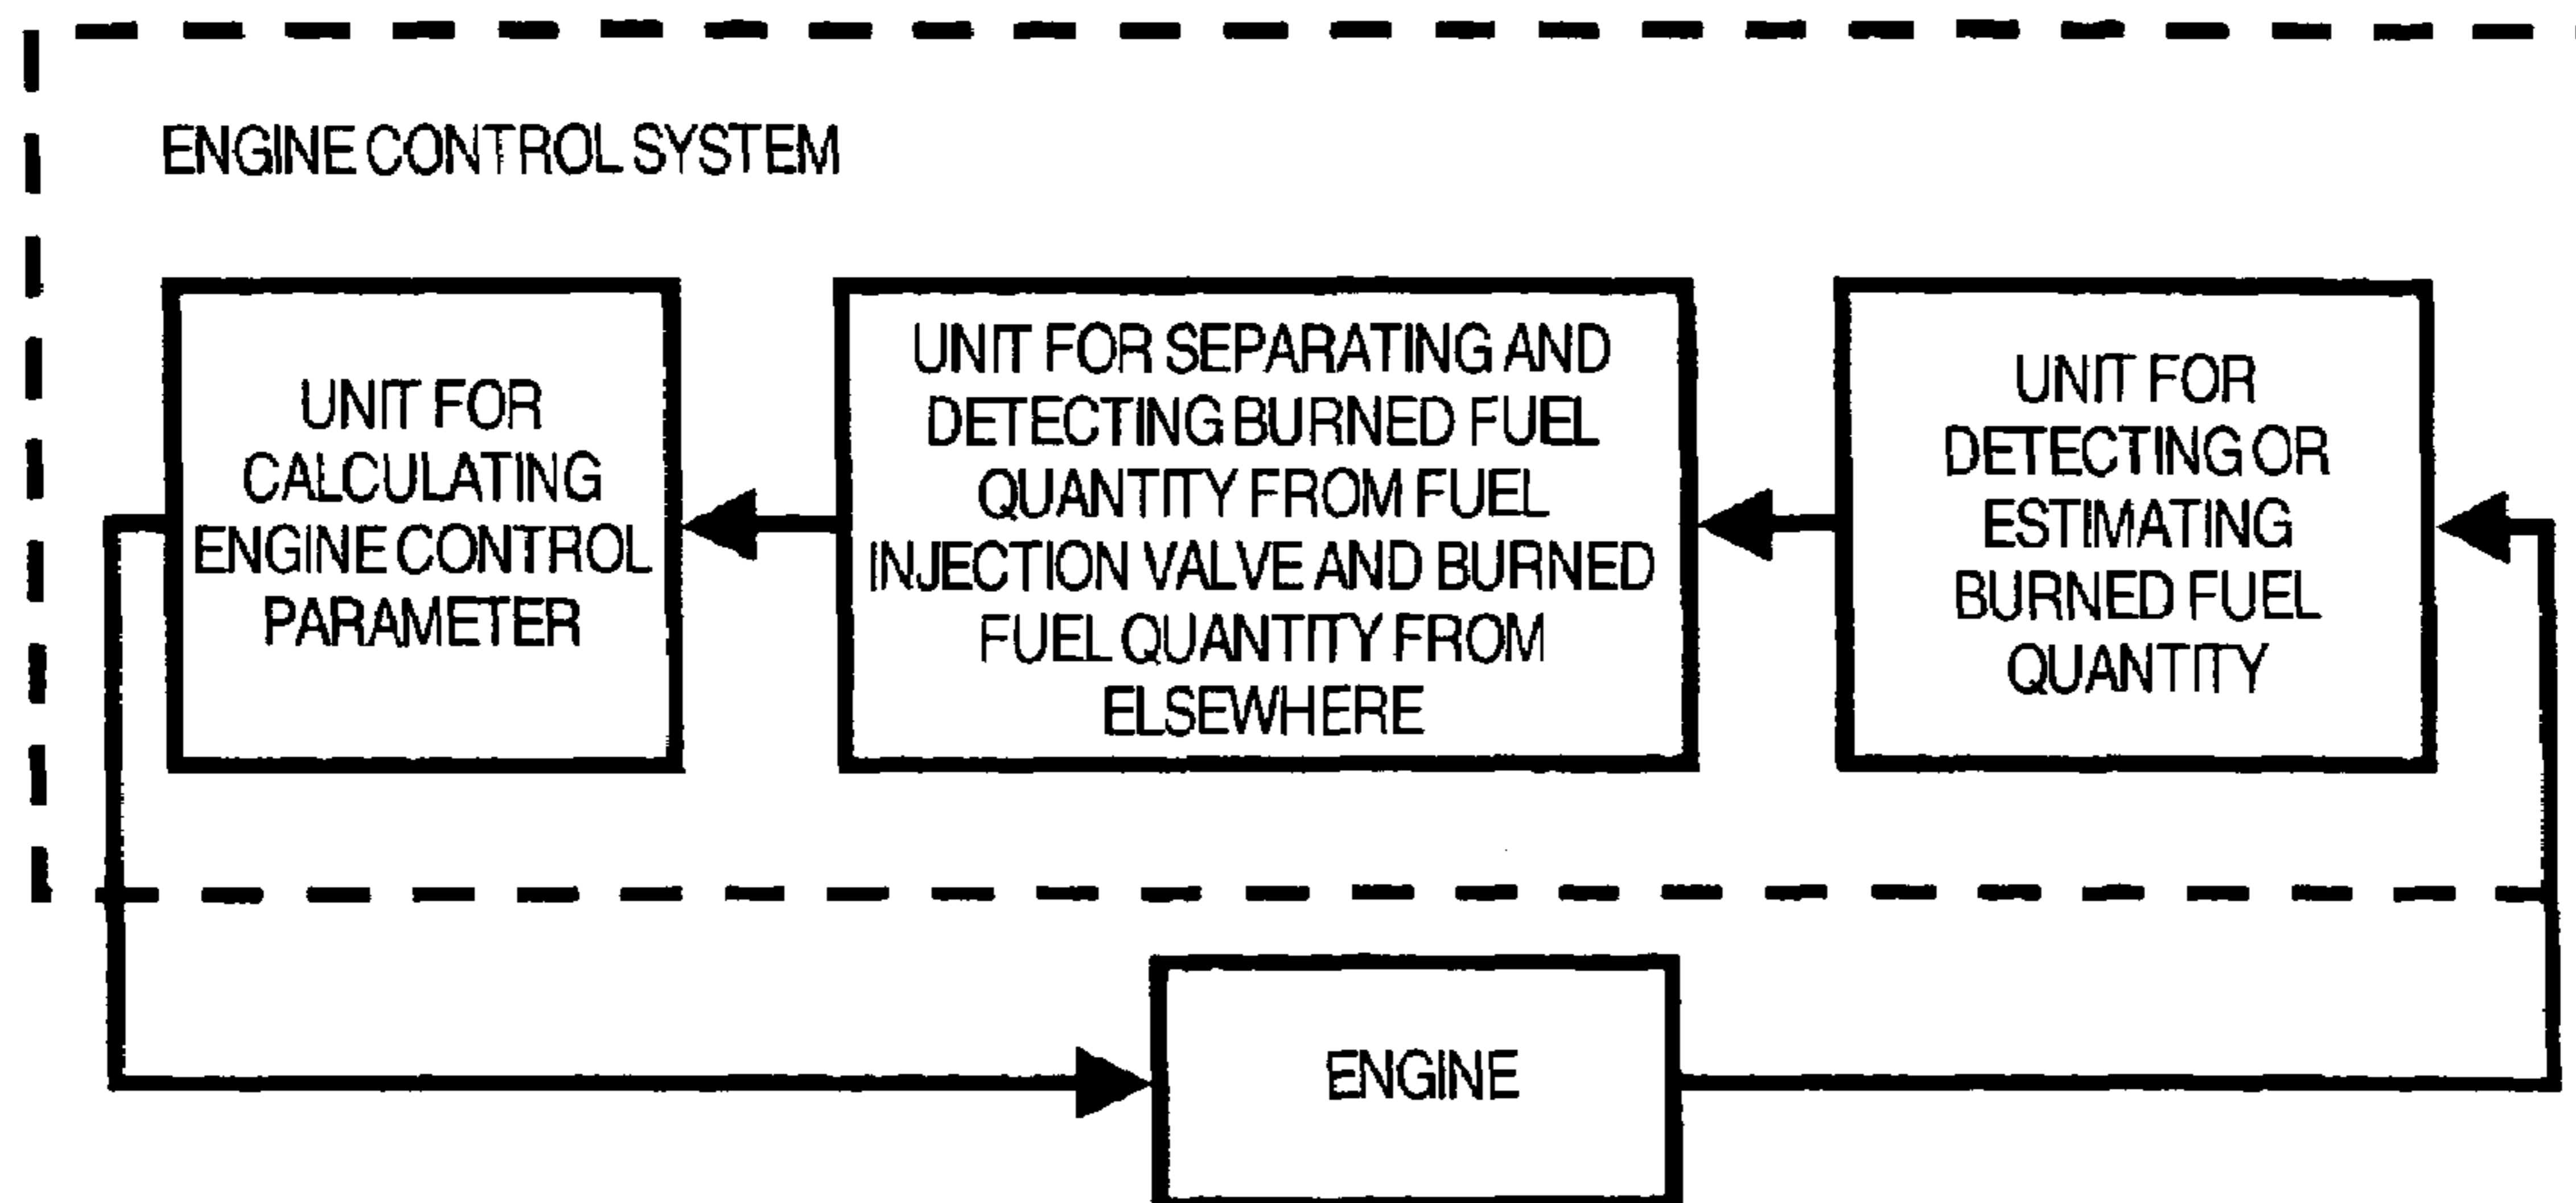 ENGINE CONTROL SYSTEM
UNIT FOR
CALCULATING
ENGINE CONTROL
PARAMETER
UNIT FOR SEPARATING AND
DETECTING BURNED FUEL
QUANTITY FROM FUEL
INJECTION VALVE AND BURNED
FUEL QUANTITY FROM
ELSEWHERE
UNIT FOR
DETECTING OR
ESTIMATING
BURNED FUEL
QUANTITY
ENGINE